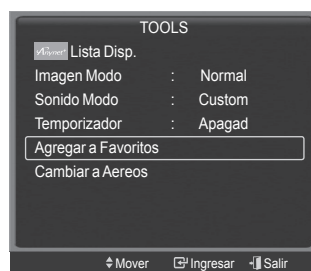 TOOLS
Anynet+ Lista Disp.
Imagen Modo : Normal
Sonido Modo : Custom
Temporizador : Apagad
Agregar a Favoritos
Cambiar a Aereos
Mover Ingresar Salir